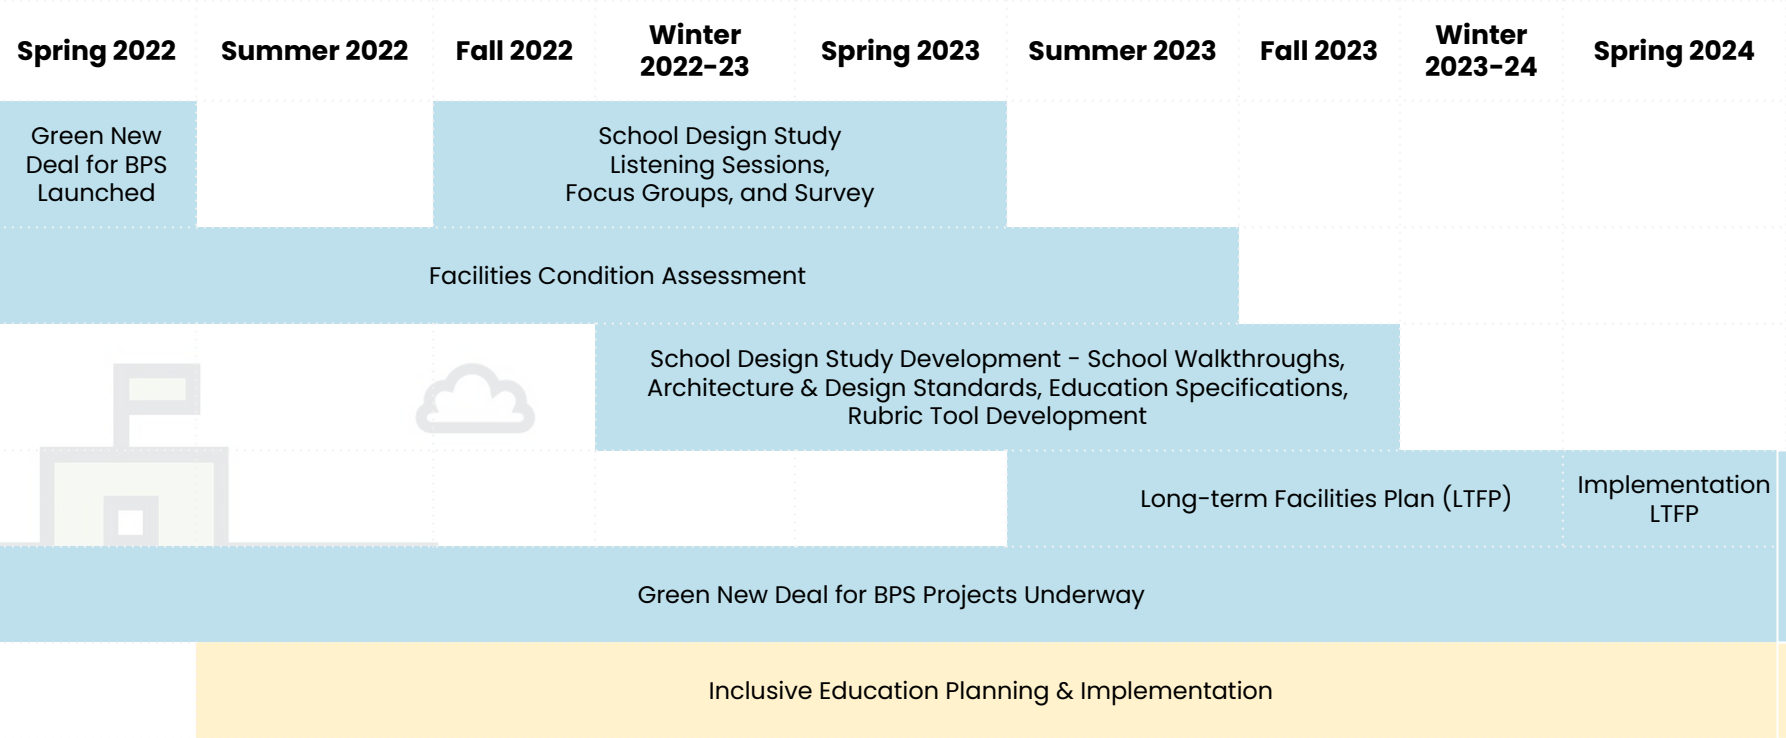 Spring 2022
Summer 2022
Fall 2022
Winter
2022-23
Spring 2023
Summer 2023
Fall 2023
Winter
2023-24
Spring 2024
Green New
Deal for BPS
Launched
School Design Study
Listening Sessions,
Focus Groups, and Survey
Facilities Condition Assessment
School Design Study Development - School Walkthroughs,
Architecture & Design Standards, Education Specifications,
Rubric Tool Development
Long-term Facilities Plan (LTFP)
Implementation
LTFP
Green New Deal for BPS Projects Underway
Inclusive Education Planning & Implementation